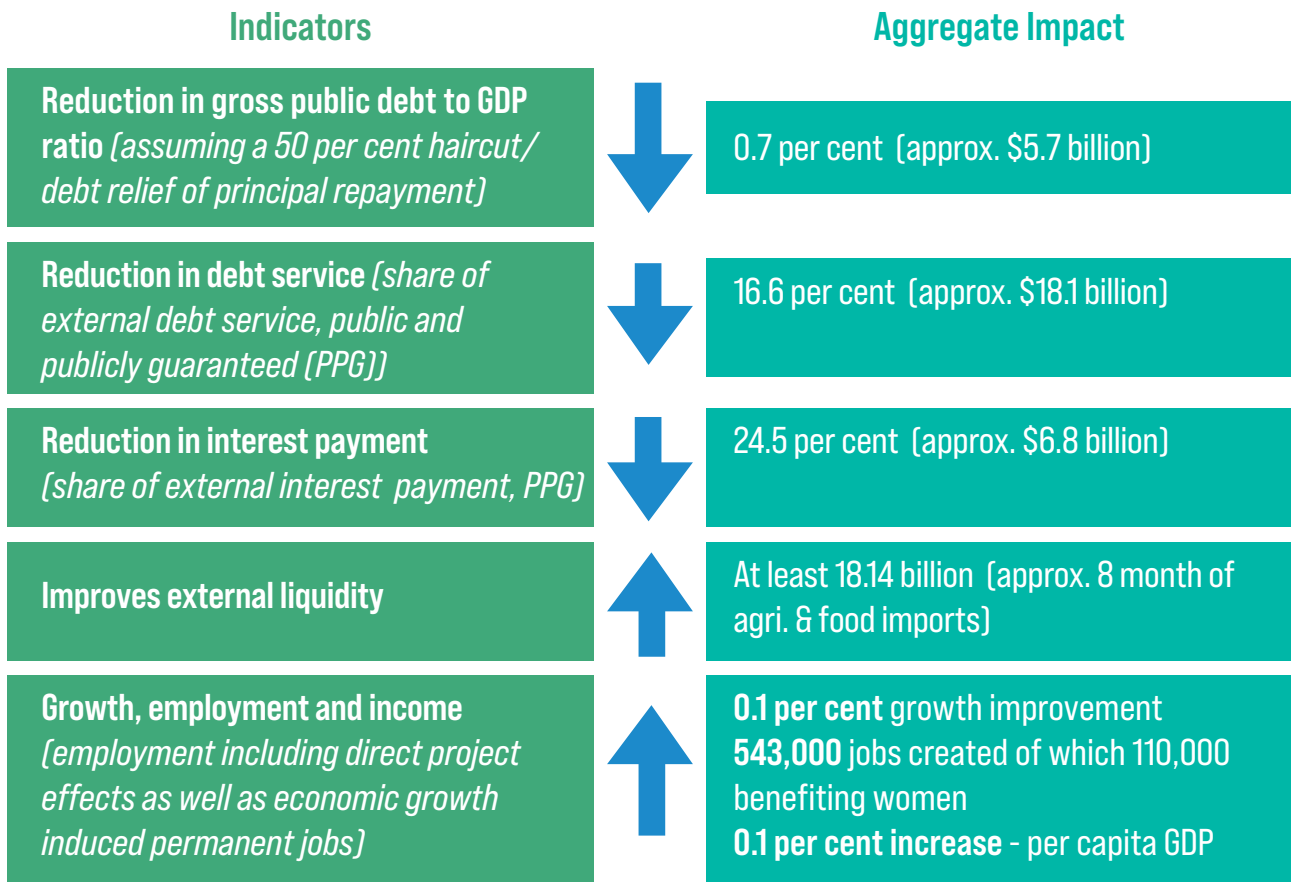 Indicators
Aggregate Impact
Reduction in gross public debt to GDP
ratio (assuming a 50 per cent haircut/
debt relief of principal repayment)
0.7 per cent (approx. $5.7 billion)
Reduction in debt service (share of
external debt service, public and
publicly guaranteed (PPG))
16.6 per cent (approx. $18.1 billion)
Reduction in interest payment
(share of external interest payment, PPG)
24.5 per cent (approx. $6.8 billion)
Improves external liquidity
At least 18.14 billion (approx. 8 month of
agri. & food imports)
Growth, employment and income
(employment including direct project
effects as well as economic growth
induced permanent jobs)
0.1 per cent growth improvement
543,000 jobs created of which 110,000
benefiting women
0.1 per cent increase - per capita GDP